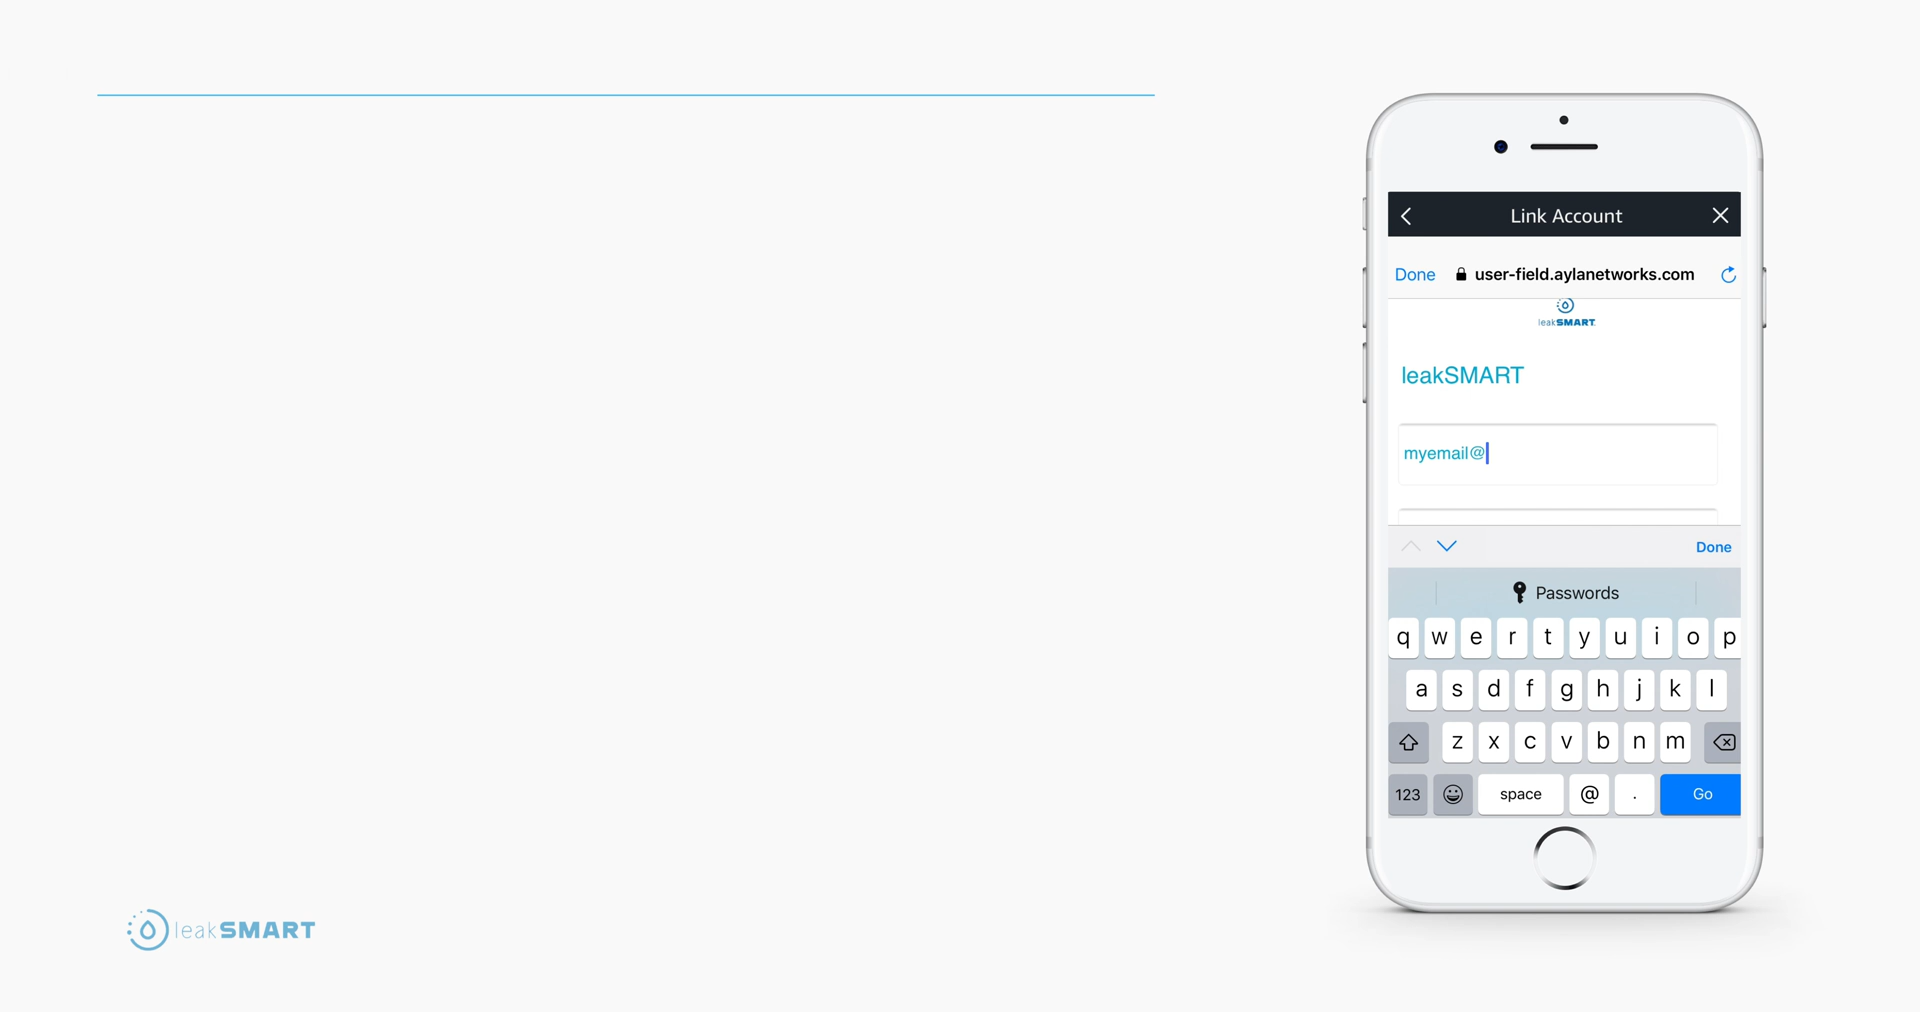 Link Account
Done user-field.aylanetworks.com
leakSMART
leakSMART
myemail@
Done
Passwords
q w e r t y u i o p
a s d f g h j k l
z x c v b n m
123 space @ . Go
leakSMART